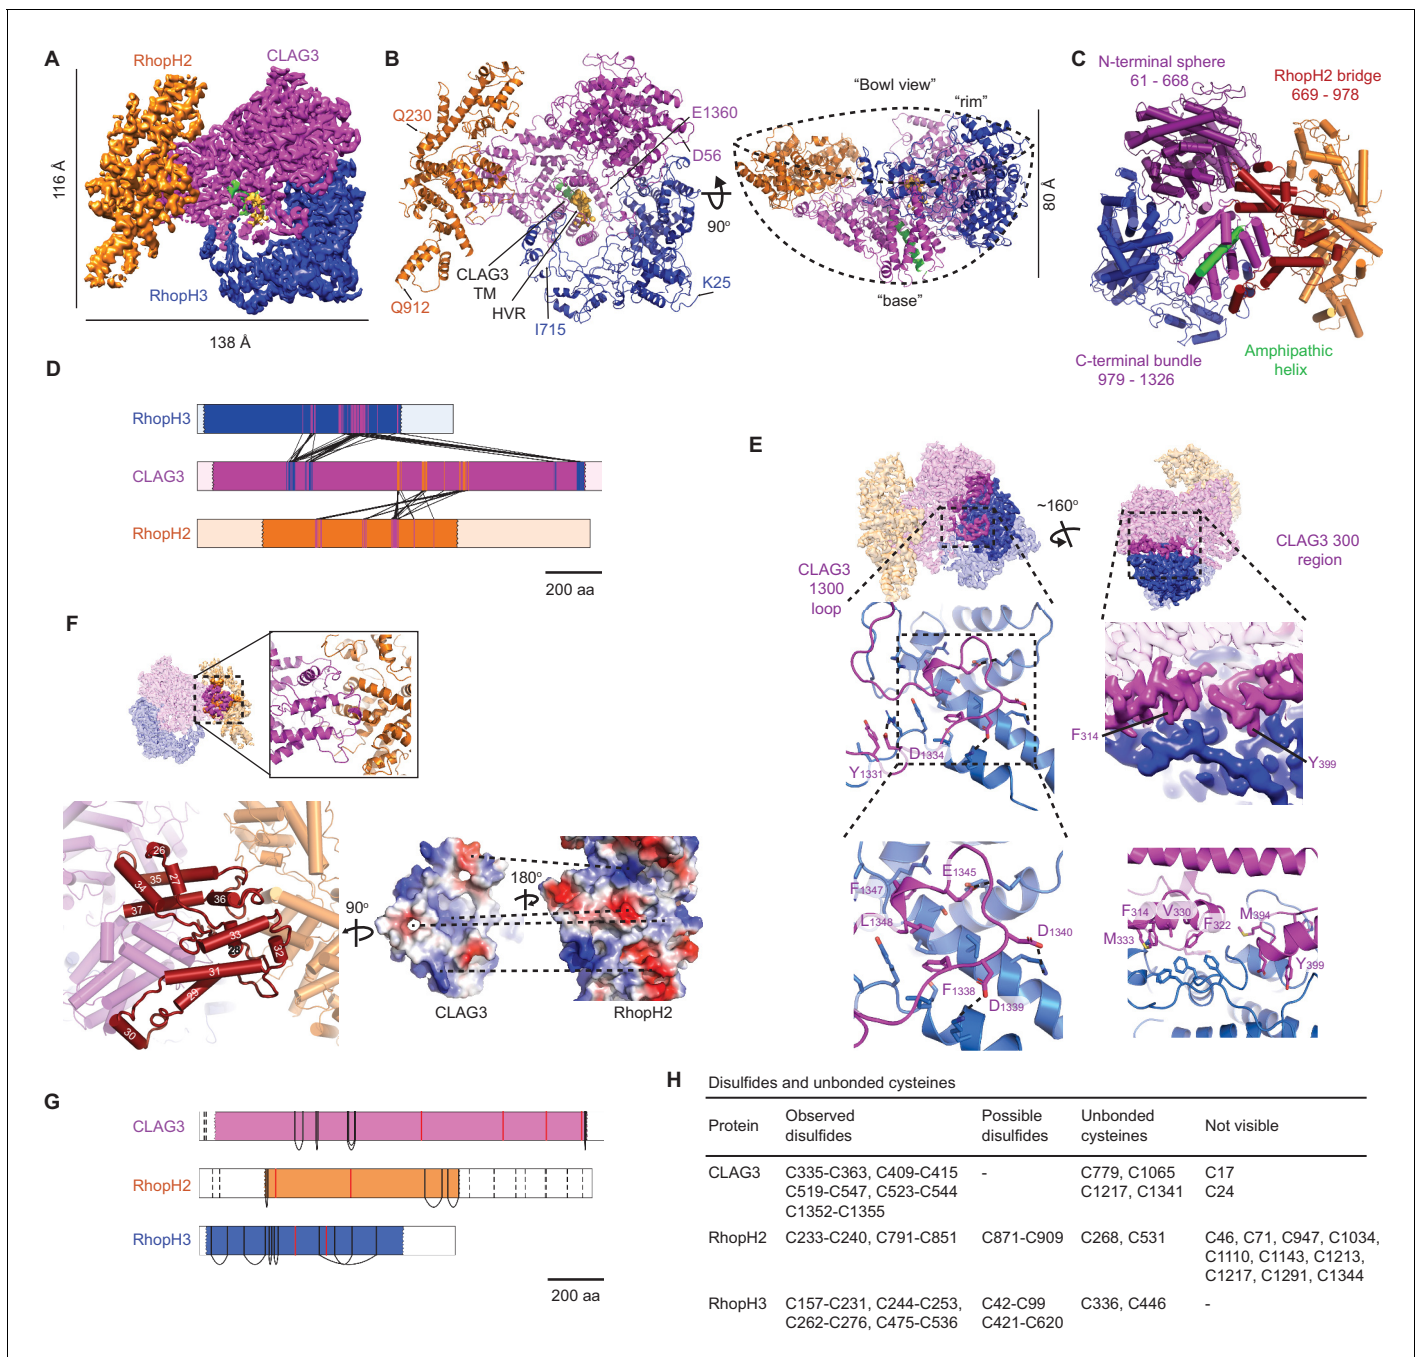 A
RhopH2
CLAG3
116 Å
RhopH3
138 Å
B
Q230
E1360
D56
CLAG3
TM
HVR
Q912
I715
K25
90°
"Bowl view"
"rim"
80 Å
"base"
C
N-terminal sphere
61 - 668
RhopH2 bridge
669 - 978
C-terminal bundle
979 - 1326
Amphipathic
helix
D
RhopH3
CLAG3
RhopH2
200 aa
E
~160°
CLAG3
1300
loop
CLAG3 300
region
Y1331
D1334
F314
Y399
F1347
E1345
L1348
D1340
F1338
D1339
F314
V330
F322
M394
M333
Y399
F
26
34
35
27
37
36
33
28
32
31
29
30
90°
180°
CLAG3
RhopH2
G
CLAG3
RhopH2
RhopH3
200 aa
H
Disulfides and unbonded cysteines
Protein Observed disulfides Possible disulfides Unbonded cysteines Not visible
CLAG3 C335-C363, C409-C415 - C779, C1065 C17
C519-C547, C523-C544 C1217, C1341 C24
C1352-C1355
RhopH2 C233-C240, C791-C851 C871-C909 C268, C531 C46, C71, C947, C1034,
C1110, C1143, C1213,
C1217, C1291, C1344
RhopH3 C157-C231, C244-C253, C42-C99 C336, C446 -
C262-C276, C475-C536 C421-C620